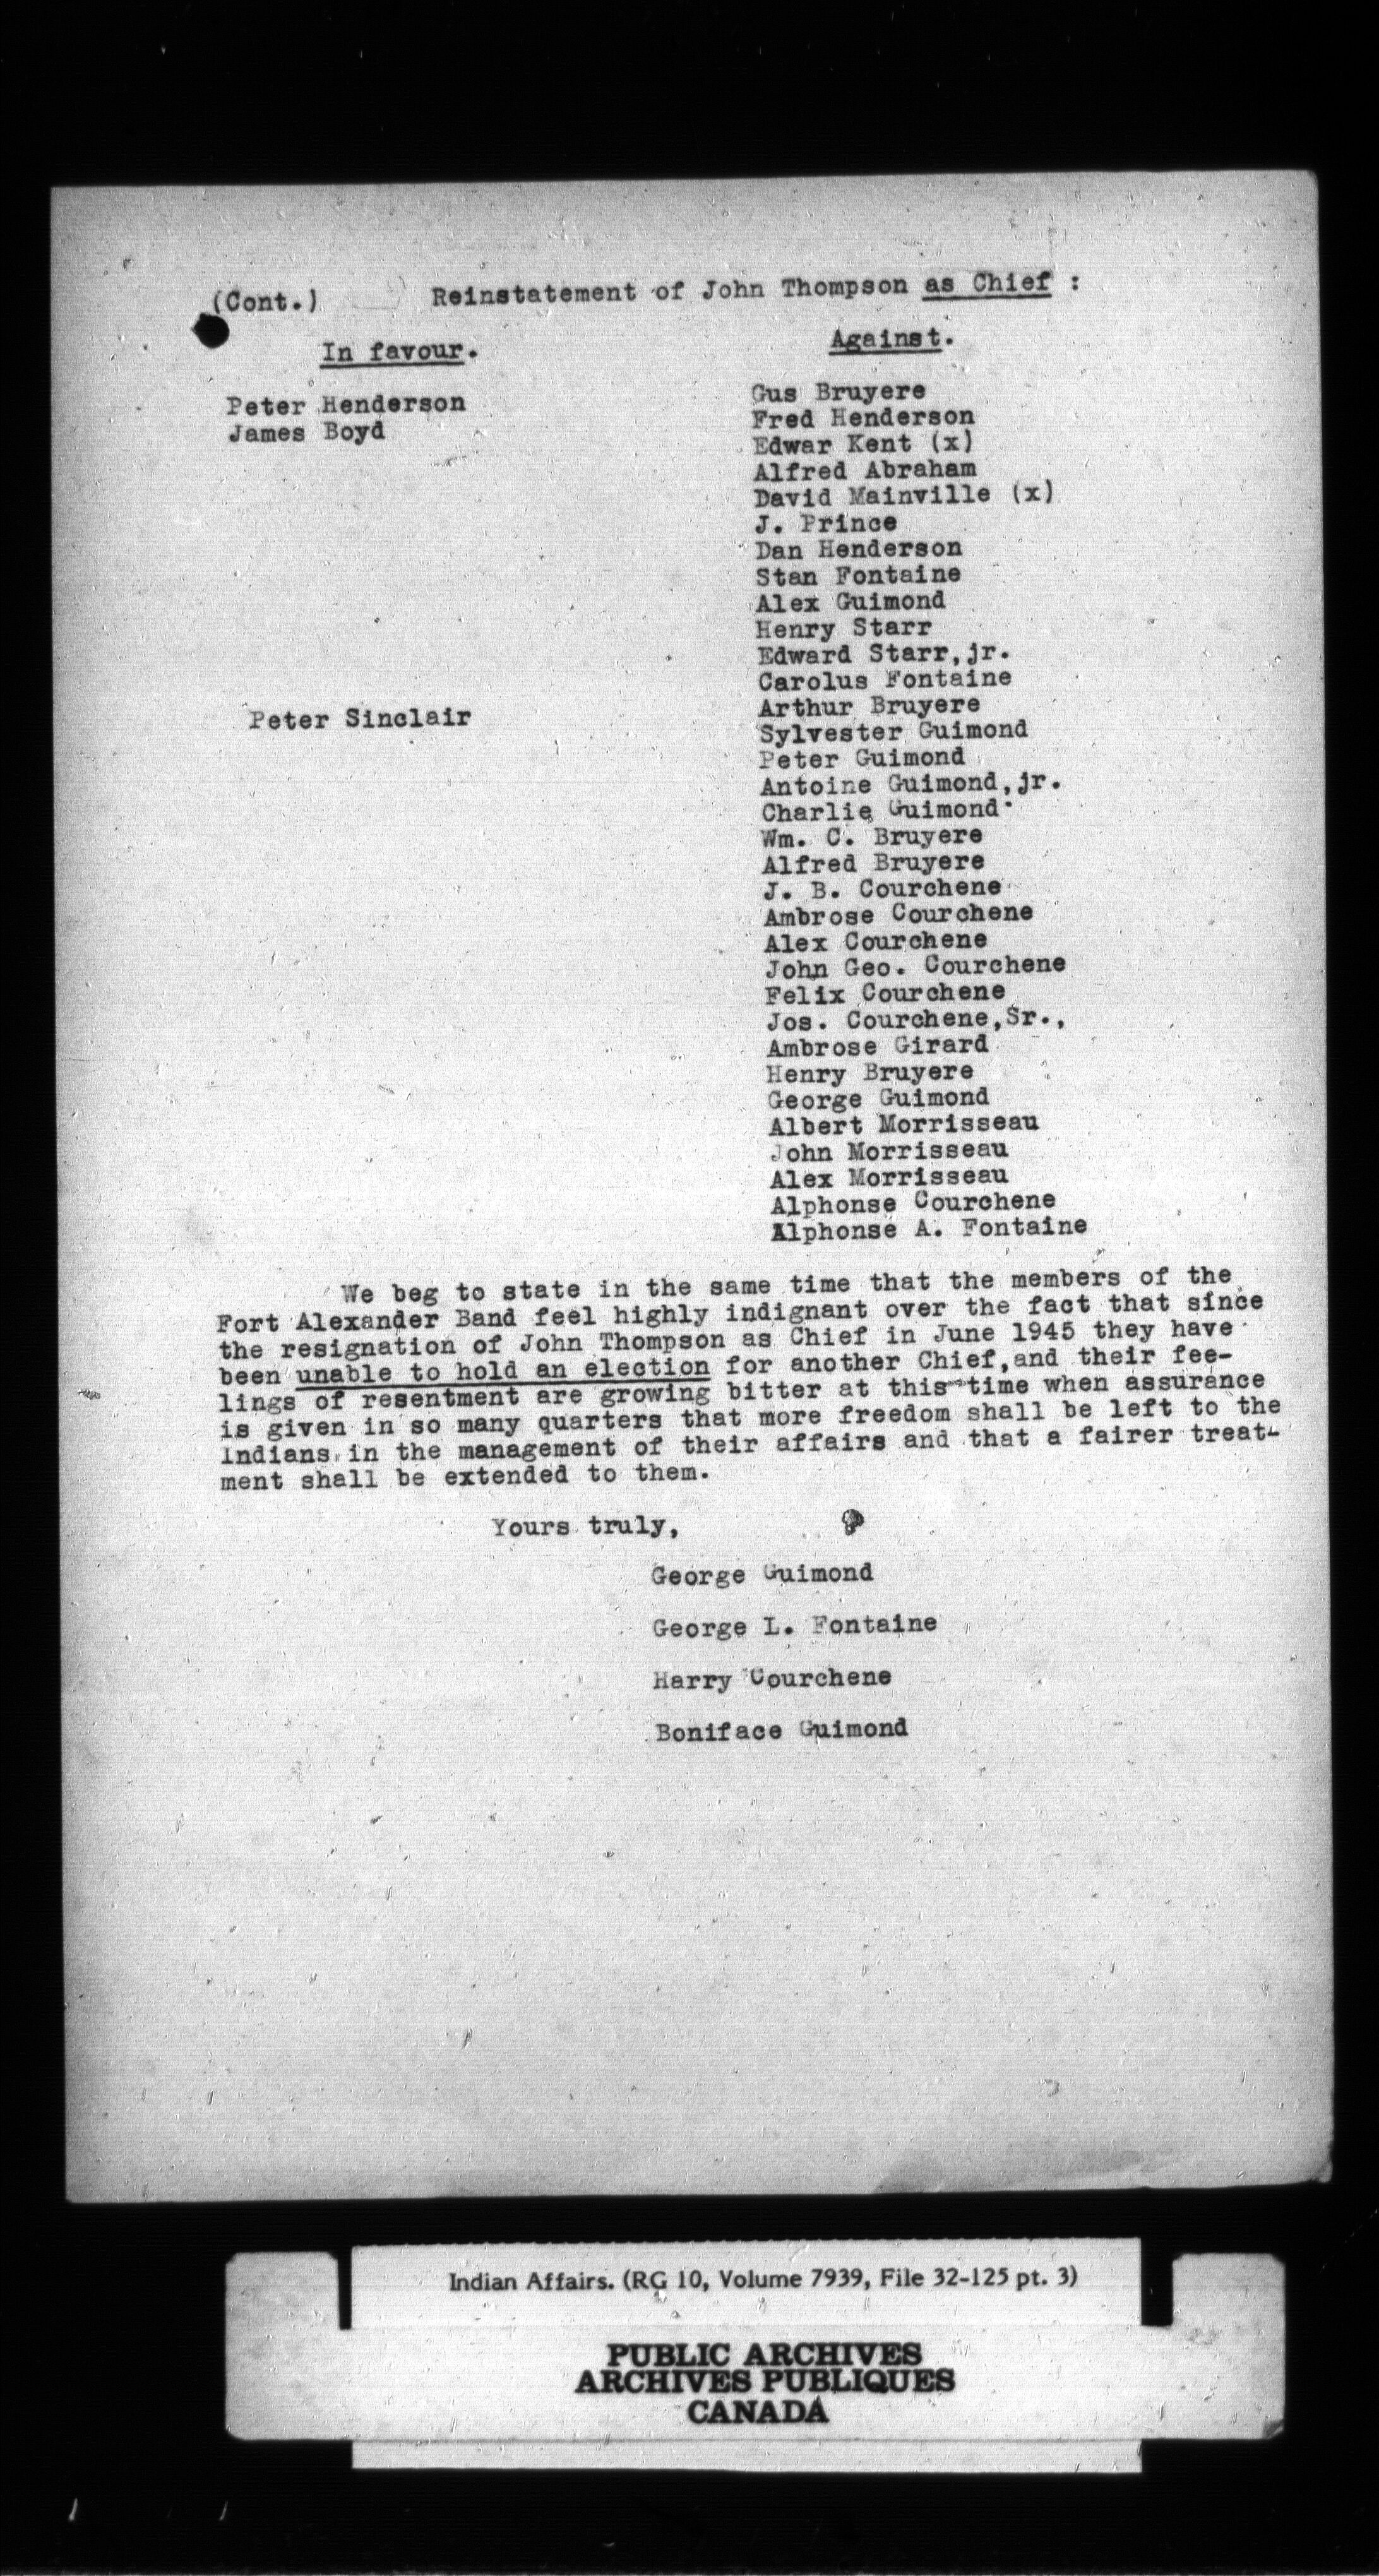 (Cont.) Reinstatement of John Thompson as Chief :
In favour. Against.
Peter Henderson Gus Bruyere
James Boyd Fred Henderson
Edwar Kent (x)
Alfred Abraham
David Mainville (x)
J. Prince
Dan Henderson
Stan Fontaine
Alex Guimond
Henry Starr
Edward Starr,jr.
Carolus Fontaine
Peter Sinclair Arthur Bruyere
Sylvester Guimond
Peter Guimond
Antoine Guimond,jr.
Charlie Guimond
Wm. C. Bruyere
Alfred Bruyere
J. B. Courchene
Ambrose Courchene
Alex Courchene
John Geo. Courchene
Felix Courchene
Jos. Courchene,Sr.,
Ambrose Girard
Henry Bruyere
George Guimond
Albert Morrisseau
John Morrisseau
Alex Morrisseau
Alphonse Courchene
Alphonse A. Fontaine
We beg to state in the same time that the members of the
Fort Alexander Band feel highly indignant over the fact that since
the resignation of John Thompson as Chief in June 1945 they have
been unable to hold an election for another Chief,and their fee-
lings of resentment are growing bitter at this time when assurance
is given in so many quarters that more freedom shall be left to the
Indians in the management of their affairs and that a fairer treat-
ment shall be extended to them.
Yours truly,
George Guimond
George L. Fontaine
Harry Courchene
Boniface Guimond
Indian Affairs. (RG 10, Volume 7939, File 32-125 pt. 3)
PUBLIC ARCHIVES
ARCHIVES PUBLIQUES
CANADA